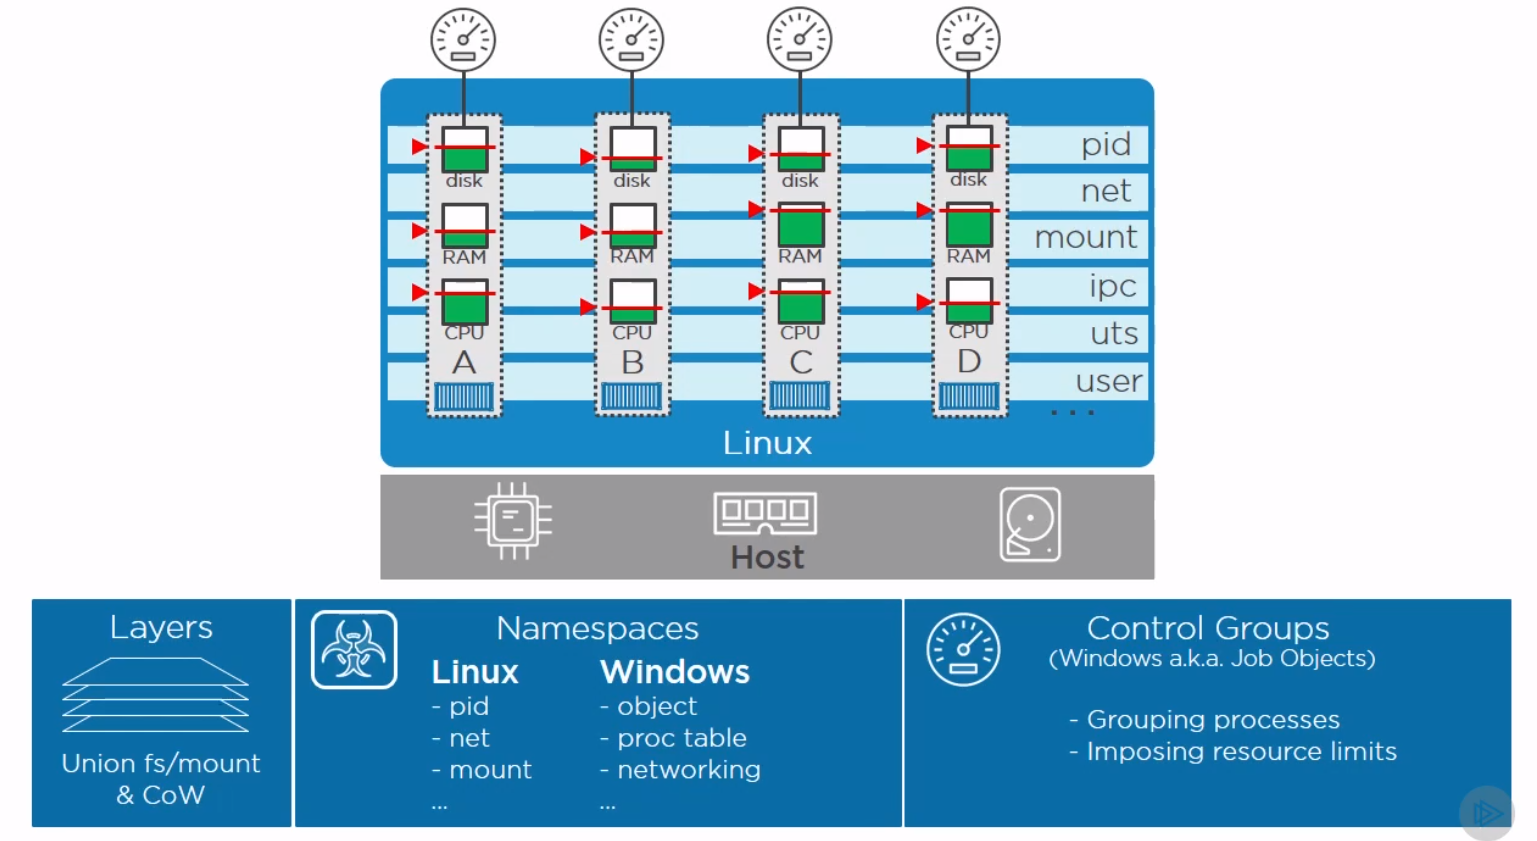 pid
disk disk disk disk
net
mount
RAM RAM RAM RAM
ipc
CPU CPU CPU CPU
uts
A B C D
user
...
Linux
Host
Layers
Union fs/mount
& CoW
Namespaces
Linux
- pid
- net
- mount
...
Windows
- object
- proc table
- networking
...
Control Groups
(Windows a.k.a. Job Objects)
- Grouping processes
- Imposing resource limits